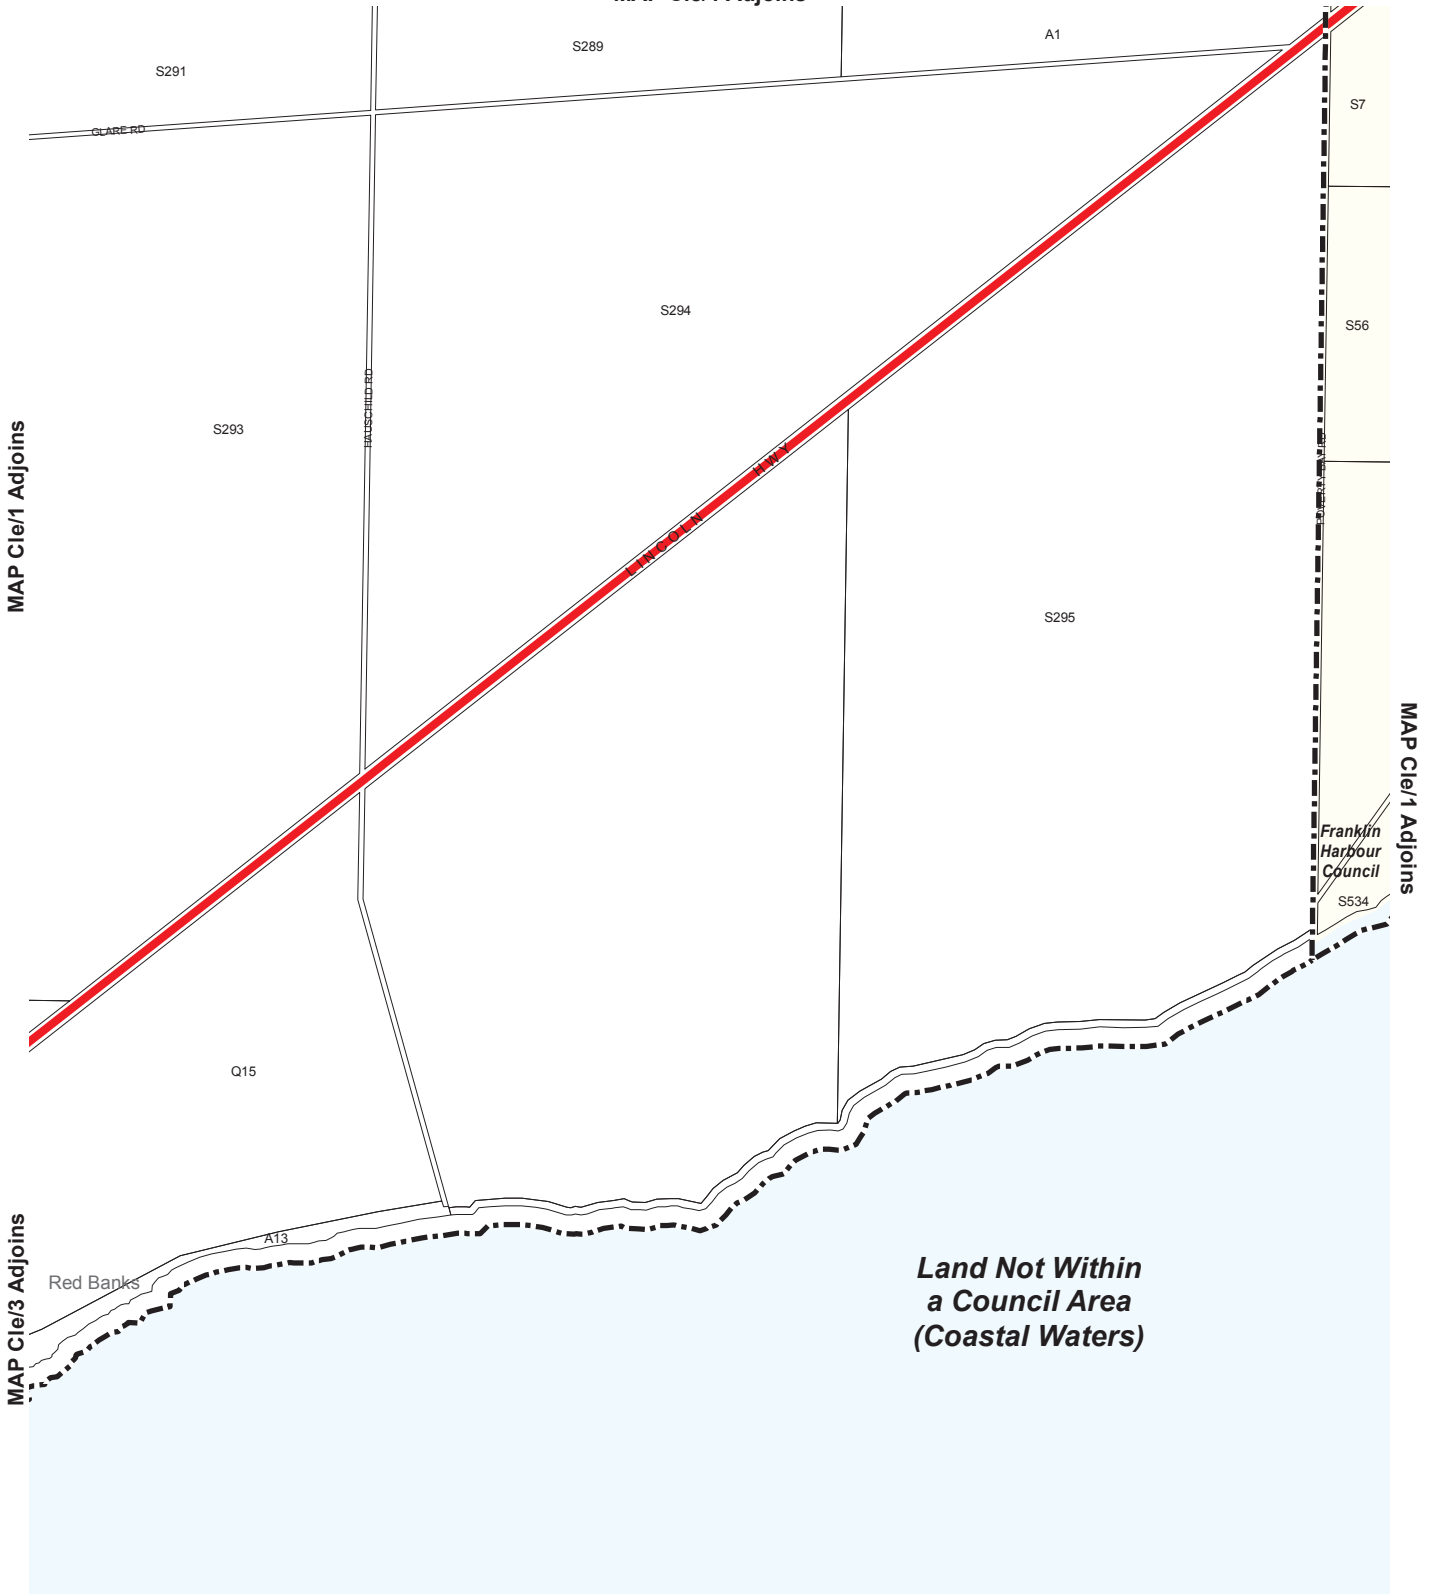 S289
A1
S291
S7
GLARE RD
S294
S56
HAUSCHILD RD
S293
MAP Cle/1 Adjoins
HWY
LINCOLN
S295
MAP Cle/1 Adjoins
Franklin
Harbour
Council
S534
Q15
A13
Red Banks
MAP Cle/3 Adjoins
Land Not Within
a Council Area
(Coastal Waters)